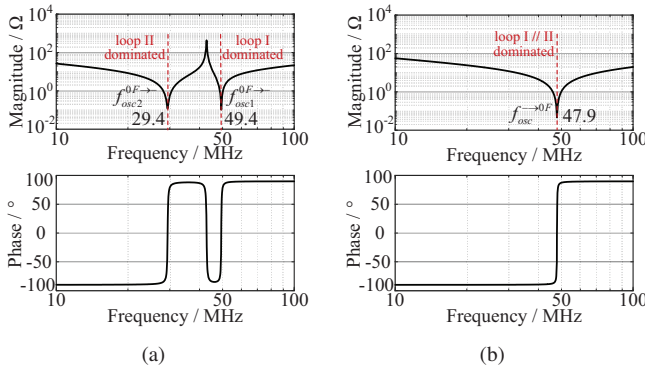 Magnitude / Ω
10^4
10^2
10^0
10^-2
loop II
dominated
loop I
dominated
f_{osc2}^{0F→-}
29.4
f_{osc1}^{0F→-}
49.4
10
50
100
Frequency / MHz
Phase / °
100
50
0
-50
-100
10
50
100
Frequency / MHz
(a)
Magnitude / Ω
10^4
10^2
10^0
10^-2
loop I // II
dominated
f_{osc}^{-→0F}
47.9
10
50
100
Frequency / MHz
Phase / °
100
50
0
-50
-100
10
50
100
Frequency / MHz
(b)